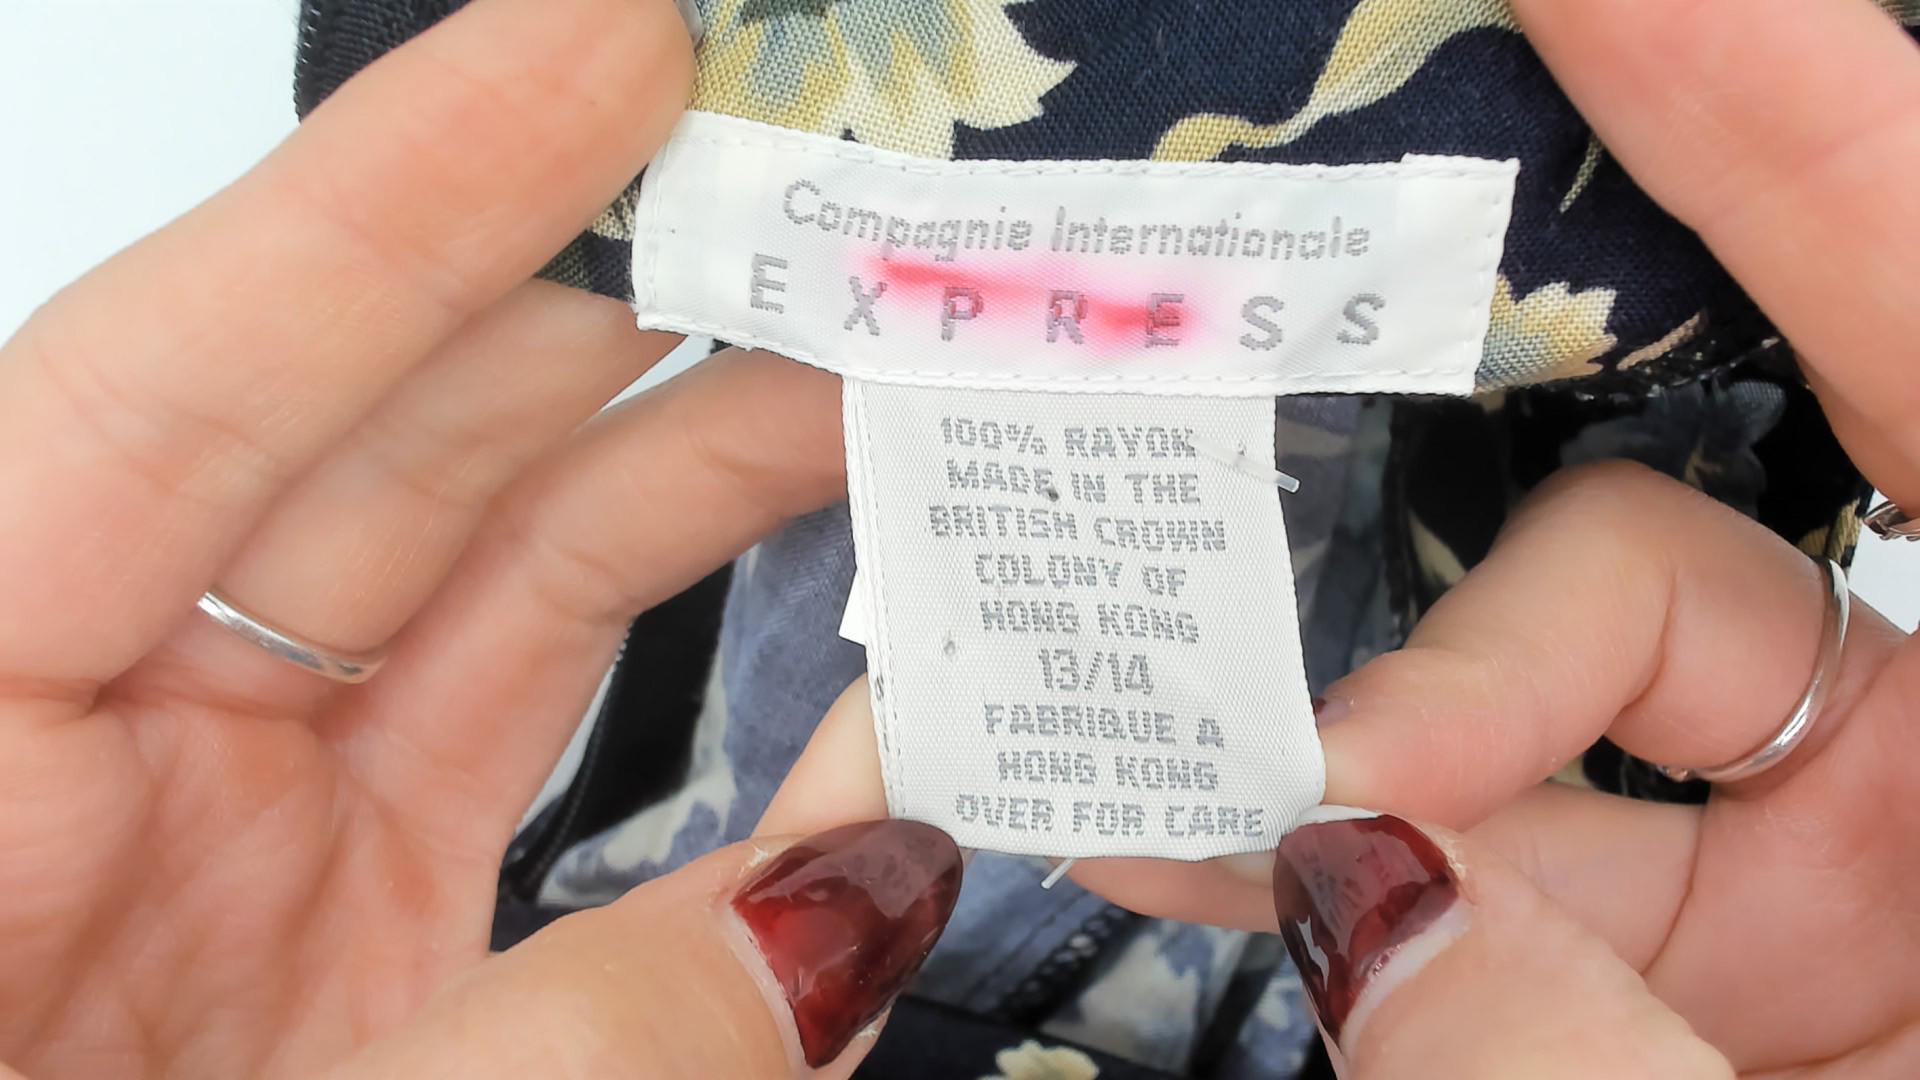 Compagnie Internationale
EXPRESS
100% RAYON
MADE IN THE
BRITISH CROWN
COLONY OF
HONG KONG
13/14
FABRIQUE A
HONG KONG
OVER FOR CARE